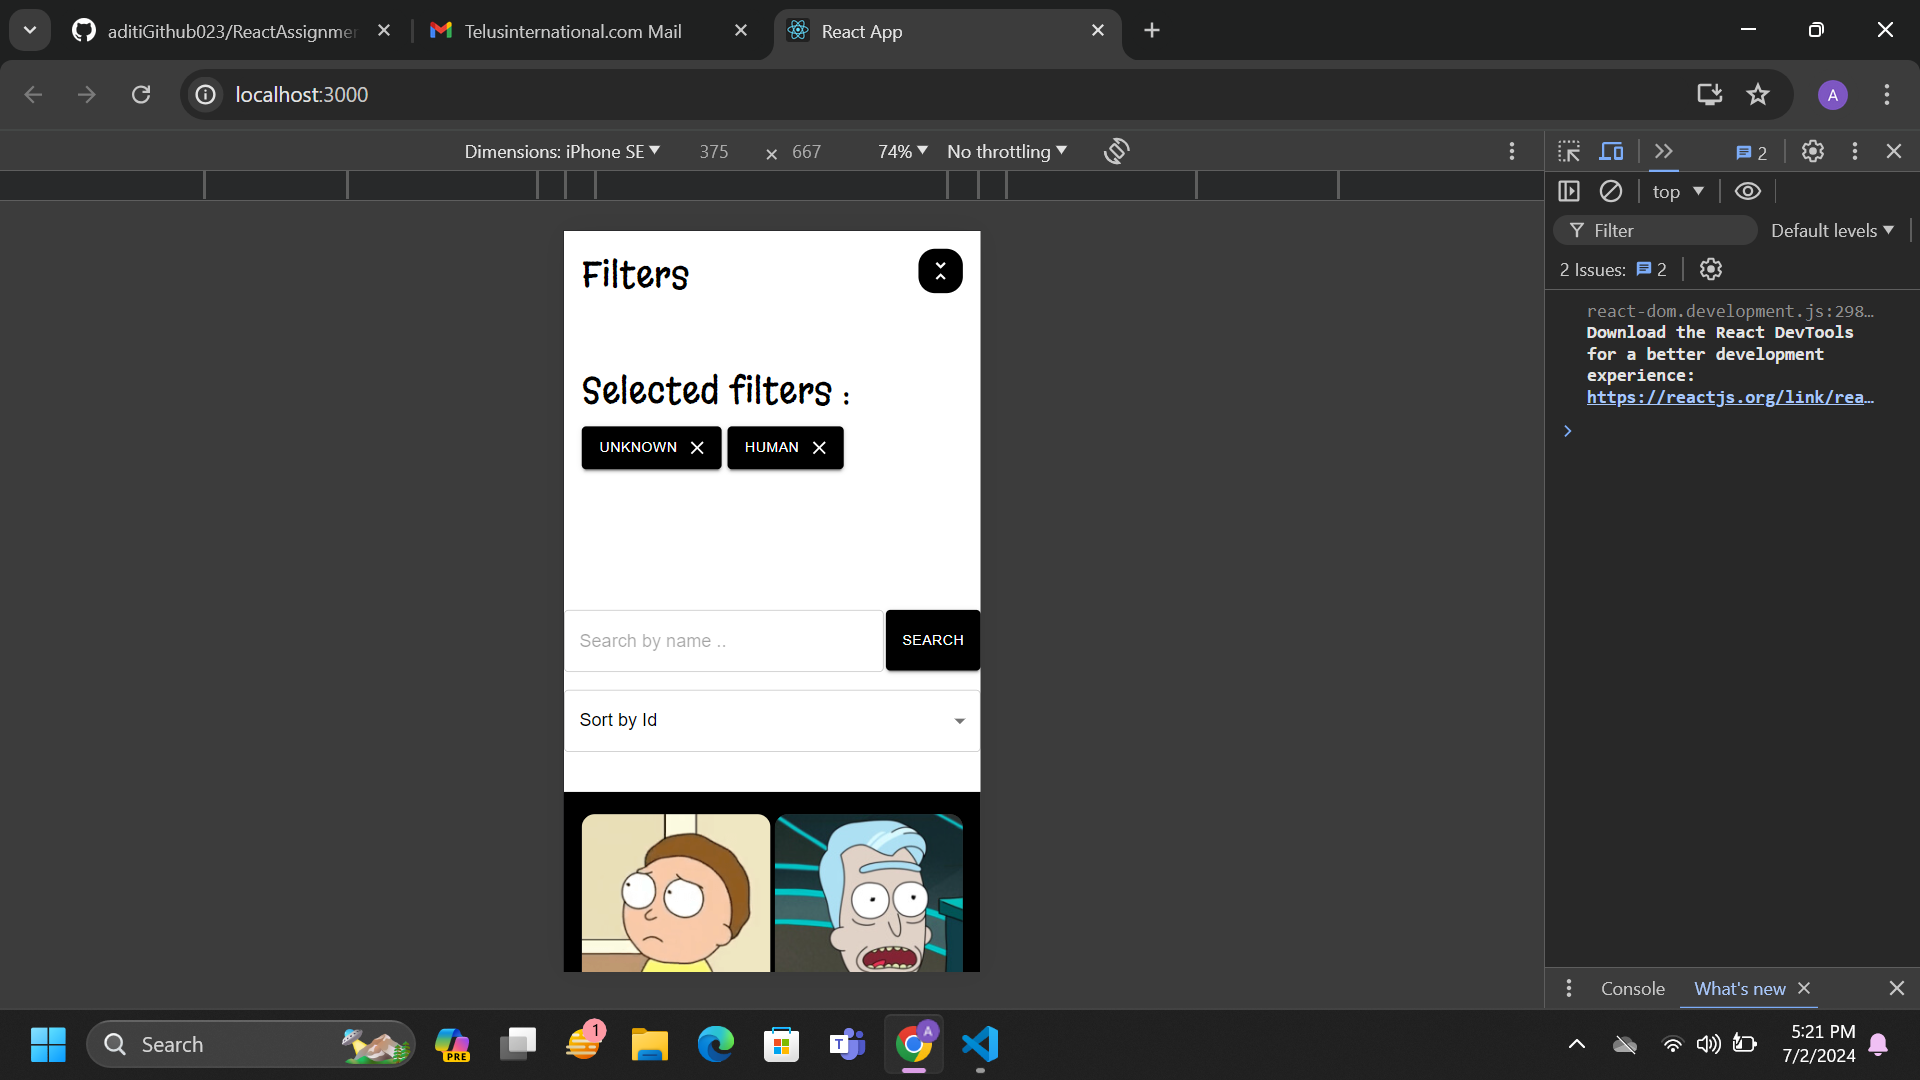 aditiGithub023/ReactAssignmer
Telusinternational.com Mail
React App
localhost:3000
A
Dimensions: iPhone SE 375 × 667 74% No throttling
2
top
Filter
Default levels
2 Issues: 2
react-dom.development.js:298…
Download the React DevTools
for a better development
experience:
https://reactjs.org/link/rea…
Filters
Selected filters :
UNKNOWN
HUMAN
Search by name ..
SEARCH
Sort by Id
Console
What's new
Search
PRE
1
T
A
5:21 PM
7/2/2024